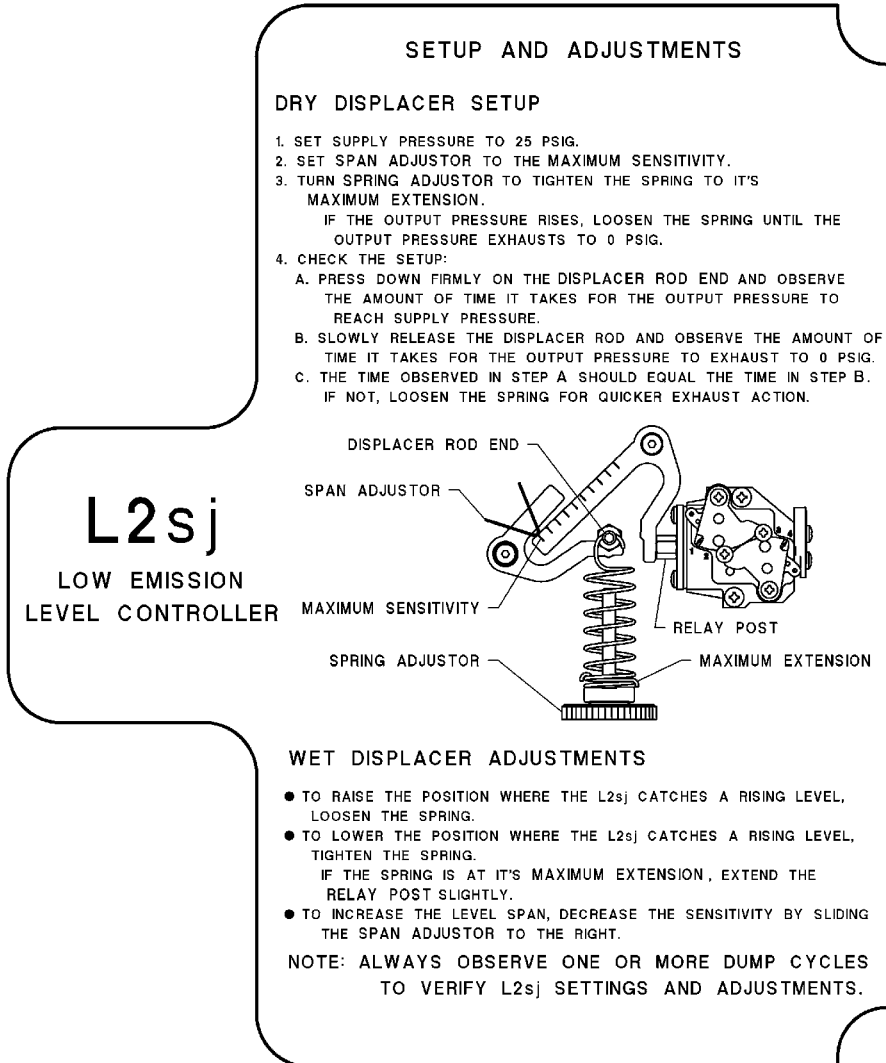 SETUP AND ADJUSTMENTS
DRY DISPLACER SETUP
1. SET SUPPLY PRESSURE TO 25 PSIG.
2. SET SPAN ADJUSTOR TO THE MAXIMUM SENSITIVITY.
3. TURN SPRING ADJUSTOR TO TIGHTEN THE SPRING TO IT'S
MAXIMUM EXTENSION.
IF THE OUTPUT PRESSURE RISES, LOOSEN THE SPRING UNTIL THE
OUTPUT PRESSURE EXHAUSTS TO 0 PSIG.
4. CHECK THE SETUP:
A. PRESS DOWN FIRMLY ON THE DISPLACER ROD END AND OBSERVE
THE AMOUNT OF TIME IT TAKES FOR THE OUTPUT PRESSURE TO
REACH SUPPLY PRESSURE.
B. SLOWLY RELEASE THE DISPLACER ROD AND OBSERVE THE AMOUNT OF
TIME IT TAKES FOR THE OUTPUT PRESSURE TO EXHAUST TO 0 PSIG.
C. THE TIME OBSERVED IN STEP A SHOULD EQUAL THE TIME IN STEP B.
IF NOT, LOOSEN THE SPRING FOR QUICKER EXHAUST ACTION.
L2sj
LOW EMISSION
LEVEL CONTROLLER
DISPLACER ROD END
SPAN ADJUSTOR
MAXIMUM SENSITIVITY
SPRING ADJUSTOR
1 2 3 4
RELAY POST
MAXIMUM EXTENSION
WET DISPLACER ADJUSTMENTS
● TO RAISE THE POSITION WHERE THE L2sj CATCHES A RISING LEVEL,
LOOSEN THE SPRING.
● TO LOWER THE POSITION WHERE THE L2sj CATCHES A RISING LEVEL,
TIGHTEN THE SPRING.
IF THE SPRING IS AT IT'S MAXIMUM EXTENSION, EXTEND THE
RELAY POST SLIGHTLY.
● TO INCREASE THE LEVEL SPAN, DECREASE THE SENSITIVITY BY SLIDING
THE SPAN ADJUSTOR TO THE RIGHT.
NOTE: ALWAYS OBSERVE ONE OR MORE DUMP CYCLES
TO VERIFY L2sj SETTINGS AND ADJUSTMENTS.